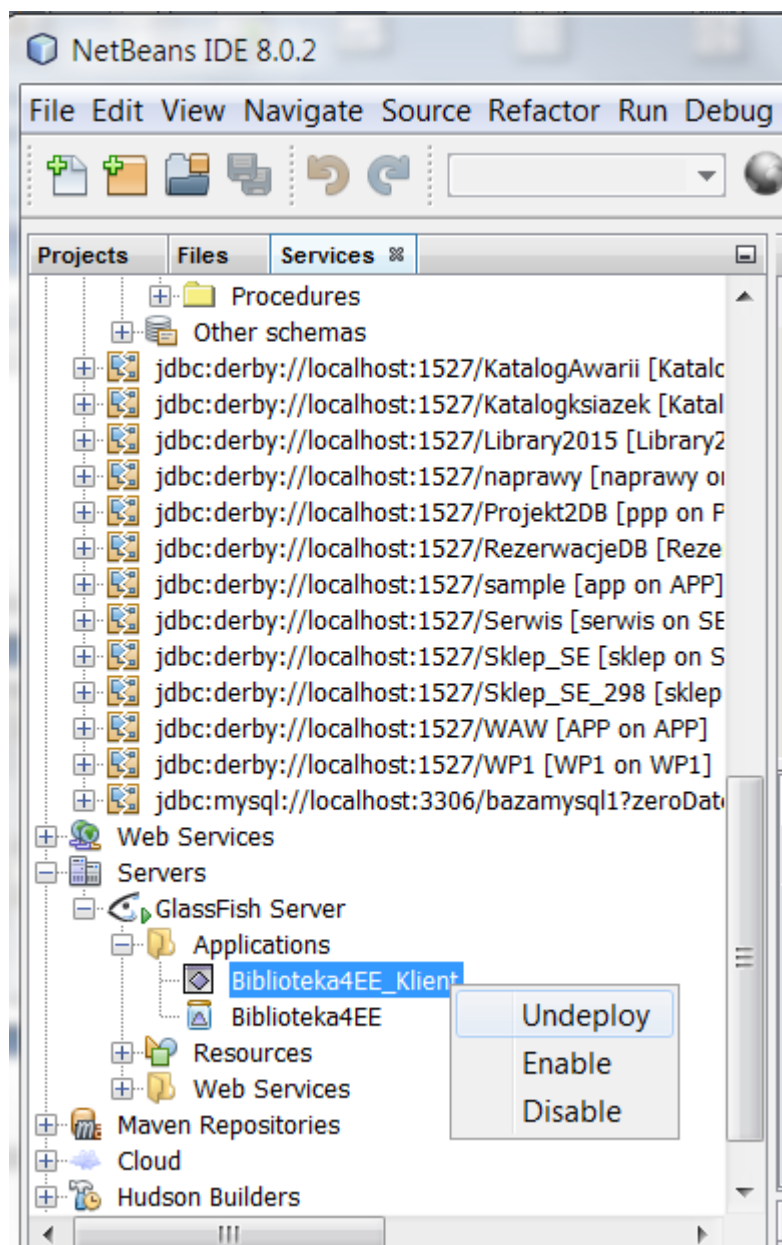 NetBeans IDE 8.0.2
File Edit View Navigate Source Refactor Run Debug
Projects Files Services
Procedures
Other schemas
jdbc:derby://localhost:1527/KatalogAwarii [Katalo
jdbc:derby://localhost:1527/Katalogksiazek [Katal
jdbc:derby://localhost:1527/Library2015 [Library2
jdbc:derby://localhost:1527/naprawy [naprawy on
jdbc:derby://localhost:1527/Projekt2DB [ppp on P
jdbc:derby://localhost:1527/RezerwacjeDB [Reze
jdbc:derby://localhost:1527/sample [app on APP]
jdbc:derby://localhost:1527/Serwis [serwis on SE
jdbc:derby://localhost:1527/Sklep_SE [sklep on S
jdbc:derby://localhost:1527/Sklep_SE_298 [sklep
jdbc:derby://localhost:1527/WAW [APP on APP]
jdbc:derby://localhost:1527/WP1 [WP1 on WP1]
jdbc:mysql://localhost:3306/bazamysql1?zeroDat
Web Services
Servers
GlassFish Server
Applications
Biblioteka4EE_Klient
Undeploy
Biblioteka4EE
Resources
Enable
Web Services
Disable
Maven Repositories
Cloud
Hudson Builders